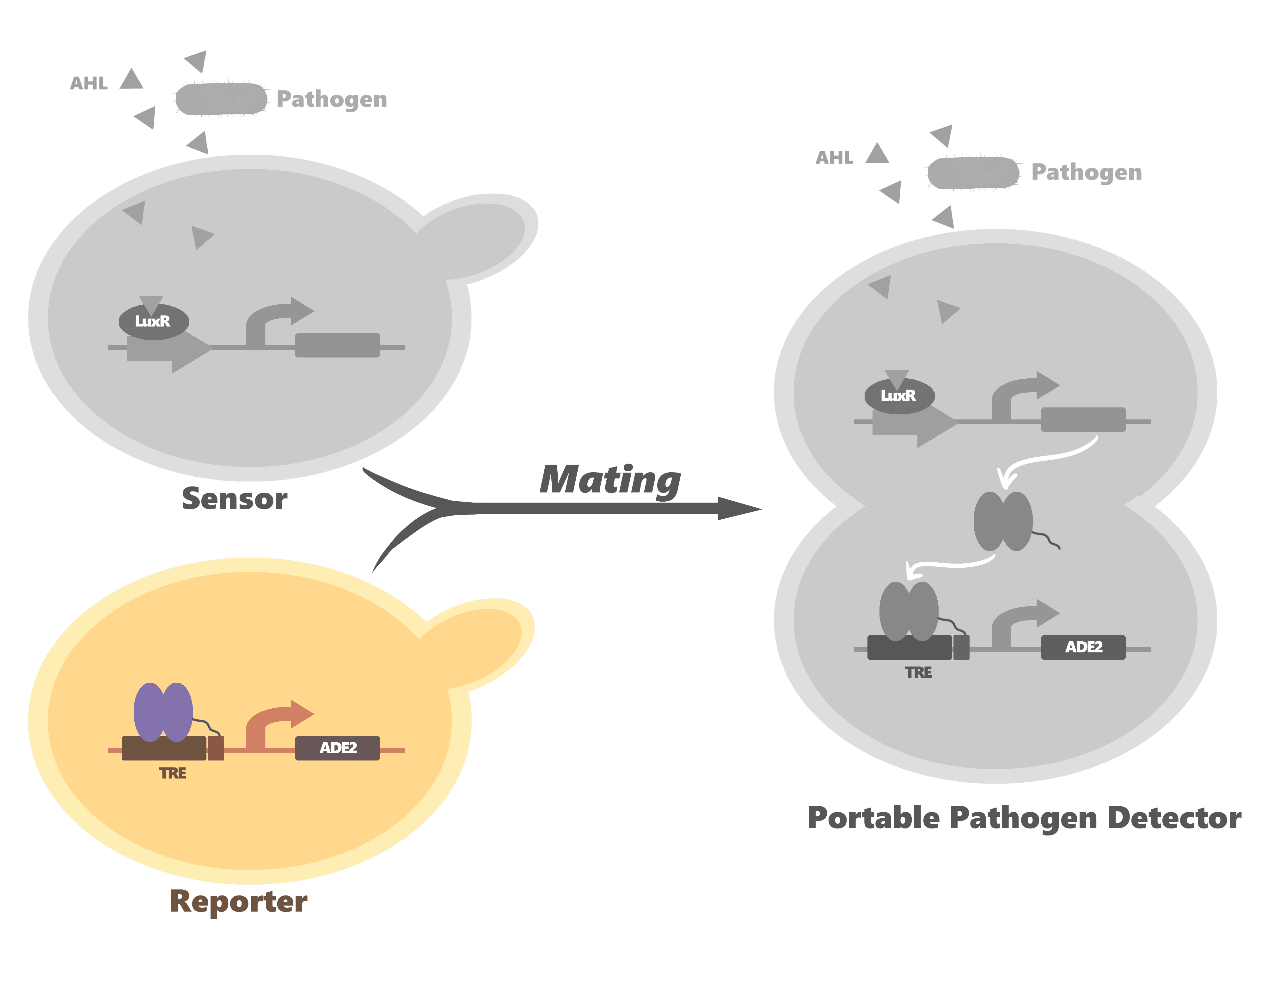 AHL
Pathogen
LuxR
Sensor
Mating
ADE2
TRE
Reporter
AHL
Pathogen
LuxR
ADE2
TRE
Portable Pathogen Detector